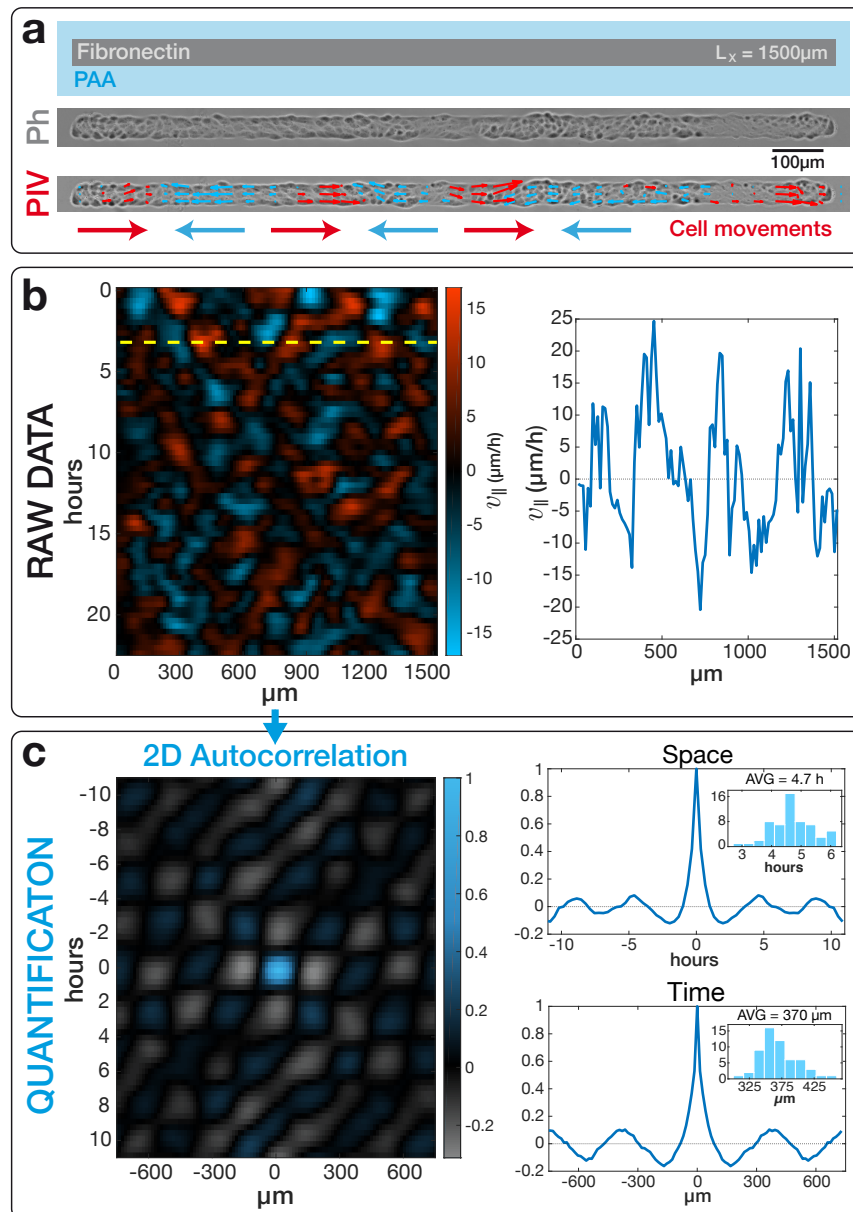 a
Fibronectin
Lx = 1500µm
PAA
Ph
100µm
PIV
Cell movements
b
RAW DATA
hours
0
5
10
15
20
0 300 600 900 1200 1500
µm
15
10
5
0
-5
-10
-15
v|| (µm/h)
25
20
15
10
5
0
-5
-10
-15
-20
-25
v|| (µm/h)
0 500 1000 1500
µm
c
2D Autocorrelation
QUANTIFICATON
hours
-10
-8
-6
-4
-2
0
2
4
6
8
10
-600 -300 0 300 600
µm
1
0.8
0.6
0.4
0.2
0
-0.2
Space
1
0.8
0.6
0.4
0.2
0
-0.2
-10 -5 0 5 10
hours
AVG = 4.7 h
16
8
0
3 4 5 6
hours
Time
1
0.8
0.6
0.4
0.2
0
-0.2
-600 -300 0 300 600
µm
AVG = 370 µm
15
10
5
0
325 375 425
µm